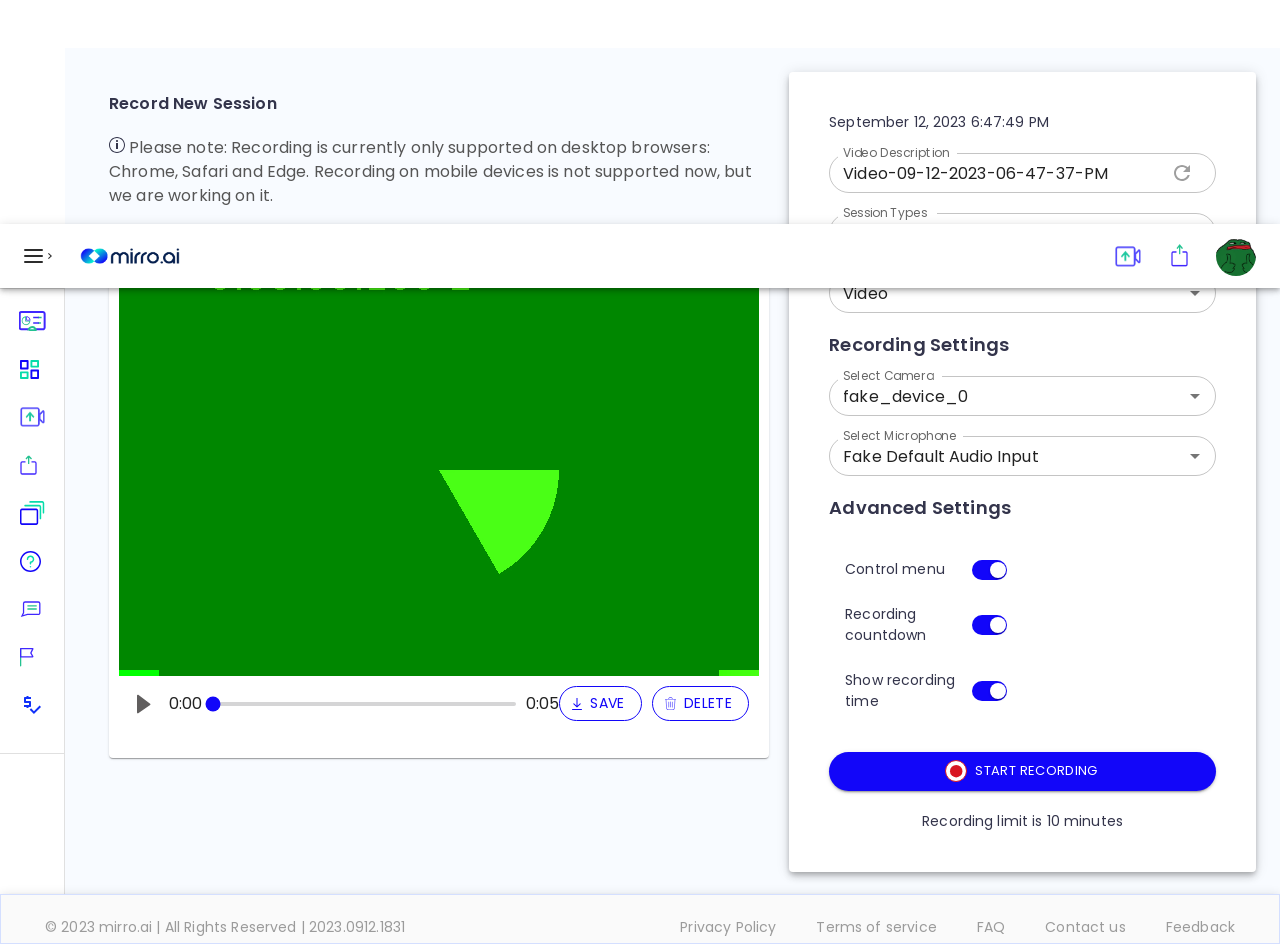 Record New Session
Please note: Recording is currently only supported on desktop browsers:
Chrome, Safari and Edge. Recording on mobile devices is not supported now, but
we are working on it.
September 12, 2023 6:47:49 PM
Video Description
Video-09-12-2023-06-47-37-PM
Session Types
mirro.ai
Video
Recording Settings
Select Camera
fake_device_0
Select Microphone
Fake Default Audio Input
Advanced Settings
Control menu
Recording
countdown
Show recording
time
0:00
0:05
SAVE
DELETE
START RECORDING
Recording limit is 10 minutes
© 2023 mirro.ai | All Rights Reserved | 2023.0912.1831
Privacy Policy
Terms of service
FAQ
Contact us
Feedback